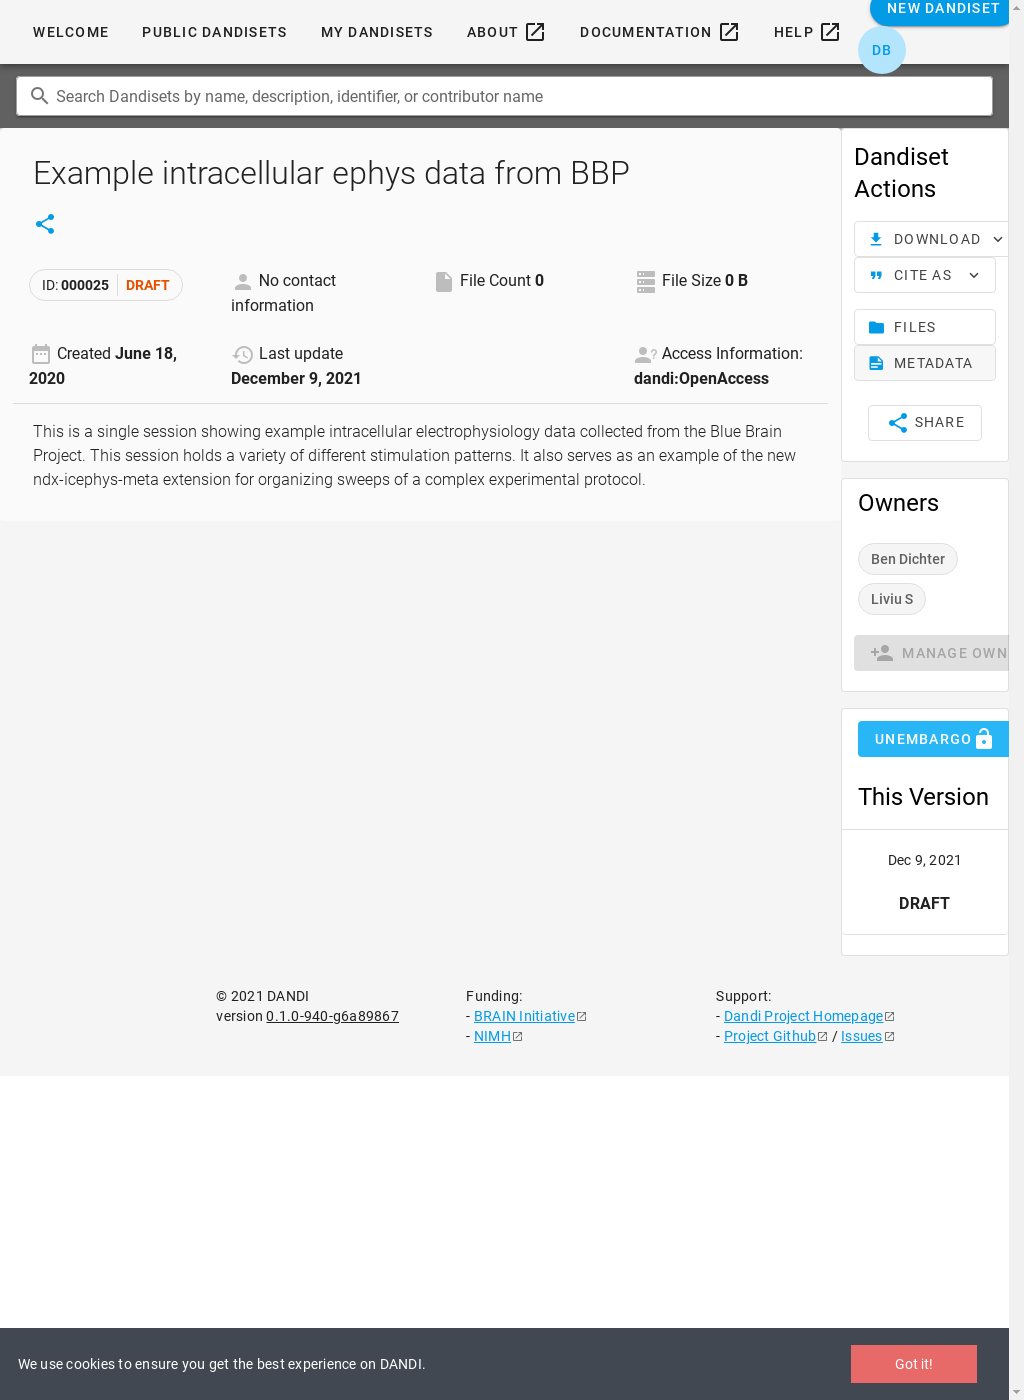 WELCOME PUBLIC DANDISETS MY DANDISETS ABOUT DOCUMENTATION HELP NEW DANDISET
DB
Search Dandisets by name, description, identifier, or contributor name
Example intracellular ephys data from BBP
ID: 000025 DRAFT
No contact
information
File Count 0
File Size 0 B
Created June 18,
2020
Last update
December 9, 2021
Access Information:
dandi:OpenAccess
This is a single session showing example intracellular electrophysiology data collected from the Blue Brain
Project. This session holds a variety of different stimulation patterns. It also serves as an example of the new
ndx-icephys-meta extension for organizing sweeps of a complex experimental protocol.
Dandiset
Actions
DOWNLOAD
CITE AS
FILES
METADATA
SHARE
Owners
Ben Dichter
Liviu S
MANAGE OWN
UNEMBARGO
This Version
Dec 9, 2021
DRAFT
© 2021 DANDI
version 0.1.0-940-g6a89867
Funding:
- BRAIN Initiative
- NIMH
Support:
- Dandi Project Homepage
- Project Github / Issues
We use cookies to ensure you get the best experience on DANDI.
Got it!